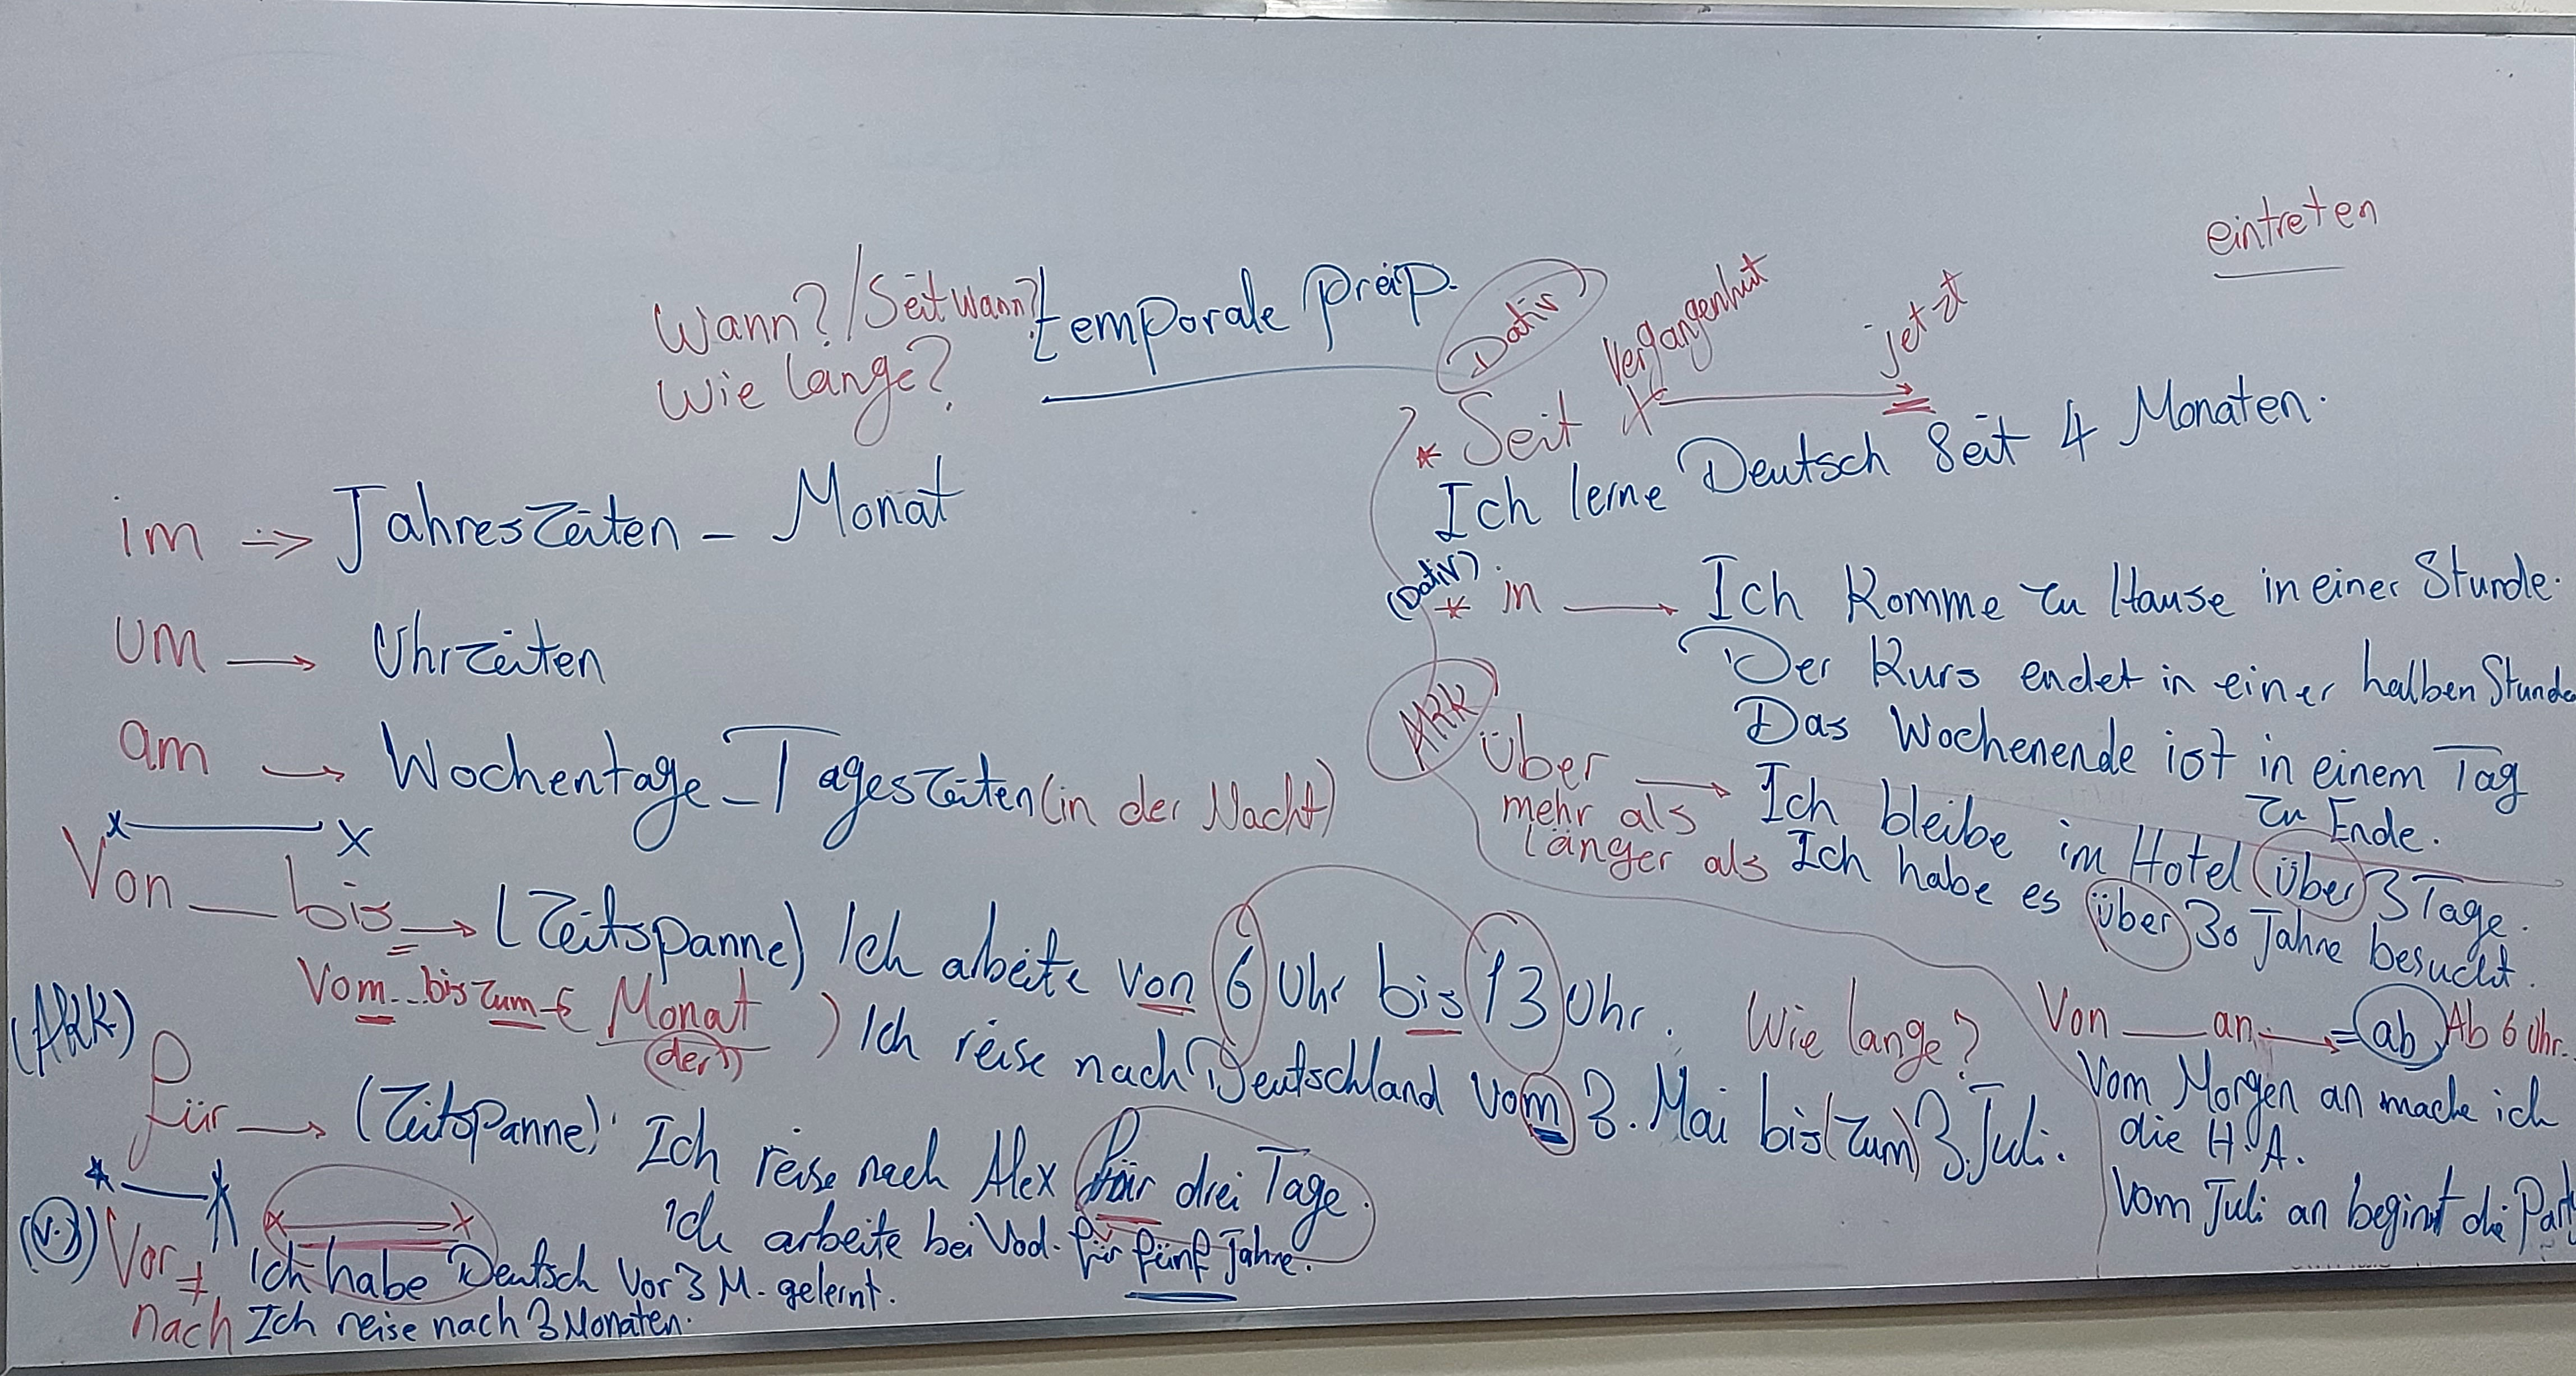 eintreten
Wann?/Seit wann?
Wie lange?
temporale präp.
im => Jahreszeiten - Monat
um → Uhrzeiten
am → Wochentage - Tageszeiten (in der Nacht)
x x
Von __ bis → (Zeitspanne) Ich arbeite von 6 Uhr bis 13 Uhr.
Vom... bis zum Monat (der) ) Ich reise nach Deutschland vom 3. Mai bis (zum) 3. Juli.
(AKK)
für → (Zeitspanne) Ich reise nach Alex für drei Tage.
Ich arbeite bei Vod. für fünf Jahre.
Vor ≠ Ich habe Deutsch vor 3 M. gelernt.
nach Ich reise nach 3 Monaten.
Dativ
Vergangenheit jetzt
* Seit x
Ich lerne Deutsch seit 4 Monaten.
(Dativ)
* in → Ich komme zu Hause in einer Stunde.
Der Kurs endet in einer halben Stunde
Das Wochenende ist in einem Tag
zu Ende.
AKK
über → Ich bleibe im Hotel über 3 Tage.
mehr als
länger als Ich habe es über 30 Jahre besucht.
Wie lange?
Von __ an → = ab Ab 6 Uhr.
Vom Morgen an mache ich
die H.A.
Vom Juli an beginnt die Party